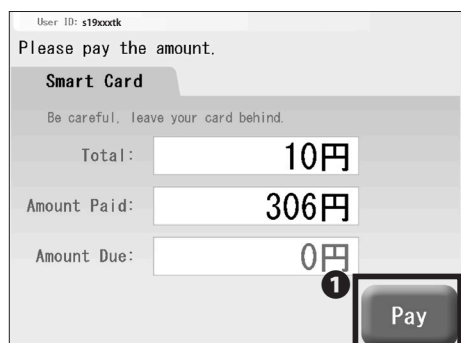 User ID: s19xxxtk
Please pay the amount.
Smart Card
Be careful, leave your card behind.
Total: 10円
Amount Paid: 306円
Amount Due: 0円
❶
Pay